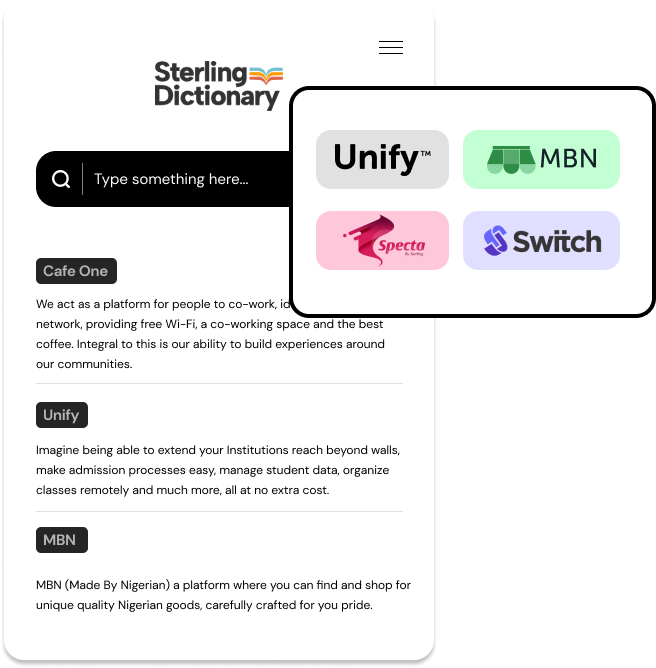 Sterling
Dictionary
Type something here...
Unify™
MBN
Specta
By Sterling
Switch
Cafe One
We act as a platform for people to co-work,
network, providing free Wi-Fi, a co-working space and the best
coffee. Integral to this is our ability to build experiences around
our communities.
Unify
Imagine being able to extend your Institutions reach beyond walls,
make admission processes easy, manage student data, organize
classes remotely and much more, all at no extra cost.
MBN
MBN (Made By Nigerian) a platform where you can find and shop for
unique quality Nigerian goods, carefully crafted for you pride.